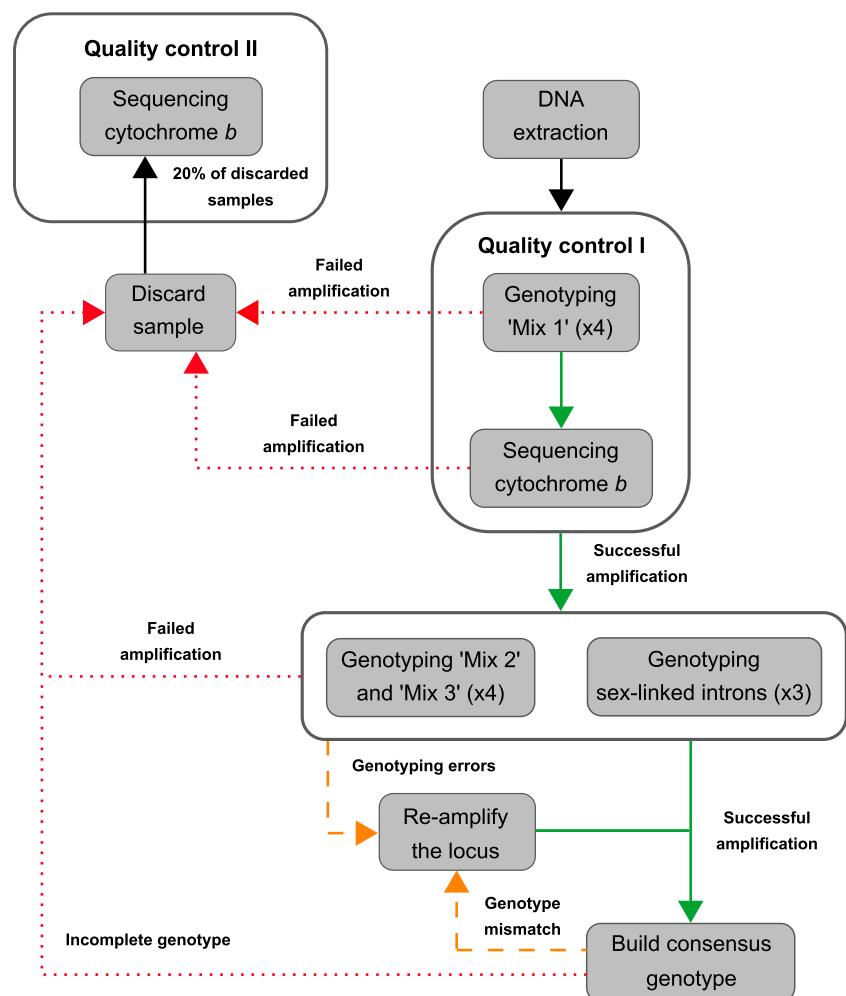 Quality control II
Sequencing
cytochrome b
20% of discarded
samples
DNA
extraction
Quality control I
Genotyping
'Mix 1' (x4)
Failed
amplification
Discard
sample
Sequencing
cytochrome b
Failed
amplification
Successful
amplification
Failed
amplification
Genotyping 'Mix 2'
and 'Mix 3' (x4)
Genotyping
sex-linked introns (x3)
Genotyping errors
Re-amplify
the locus
Successful
amplification
Genotype
mismatch
Incomplete genotype
Build consensus
genotype